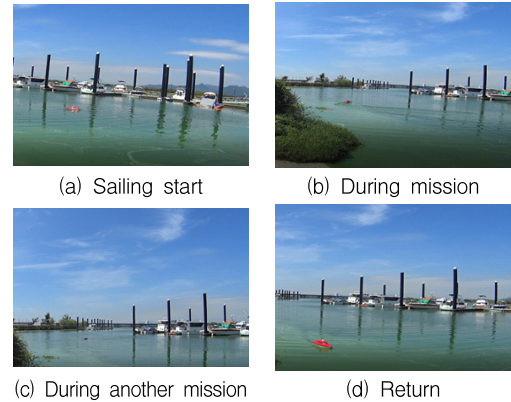 (a) Sailing start
(b) During mission
(c) During another mission
(d) Return